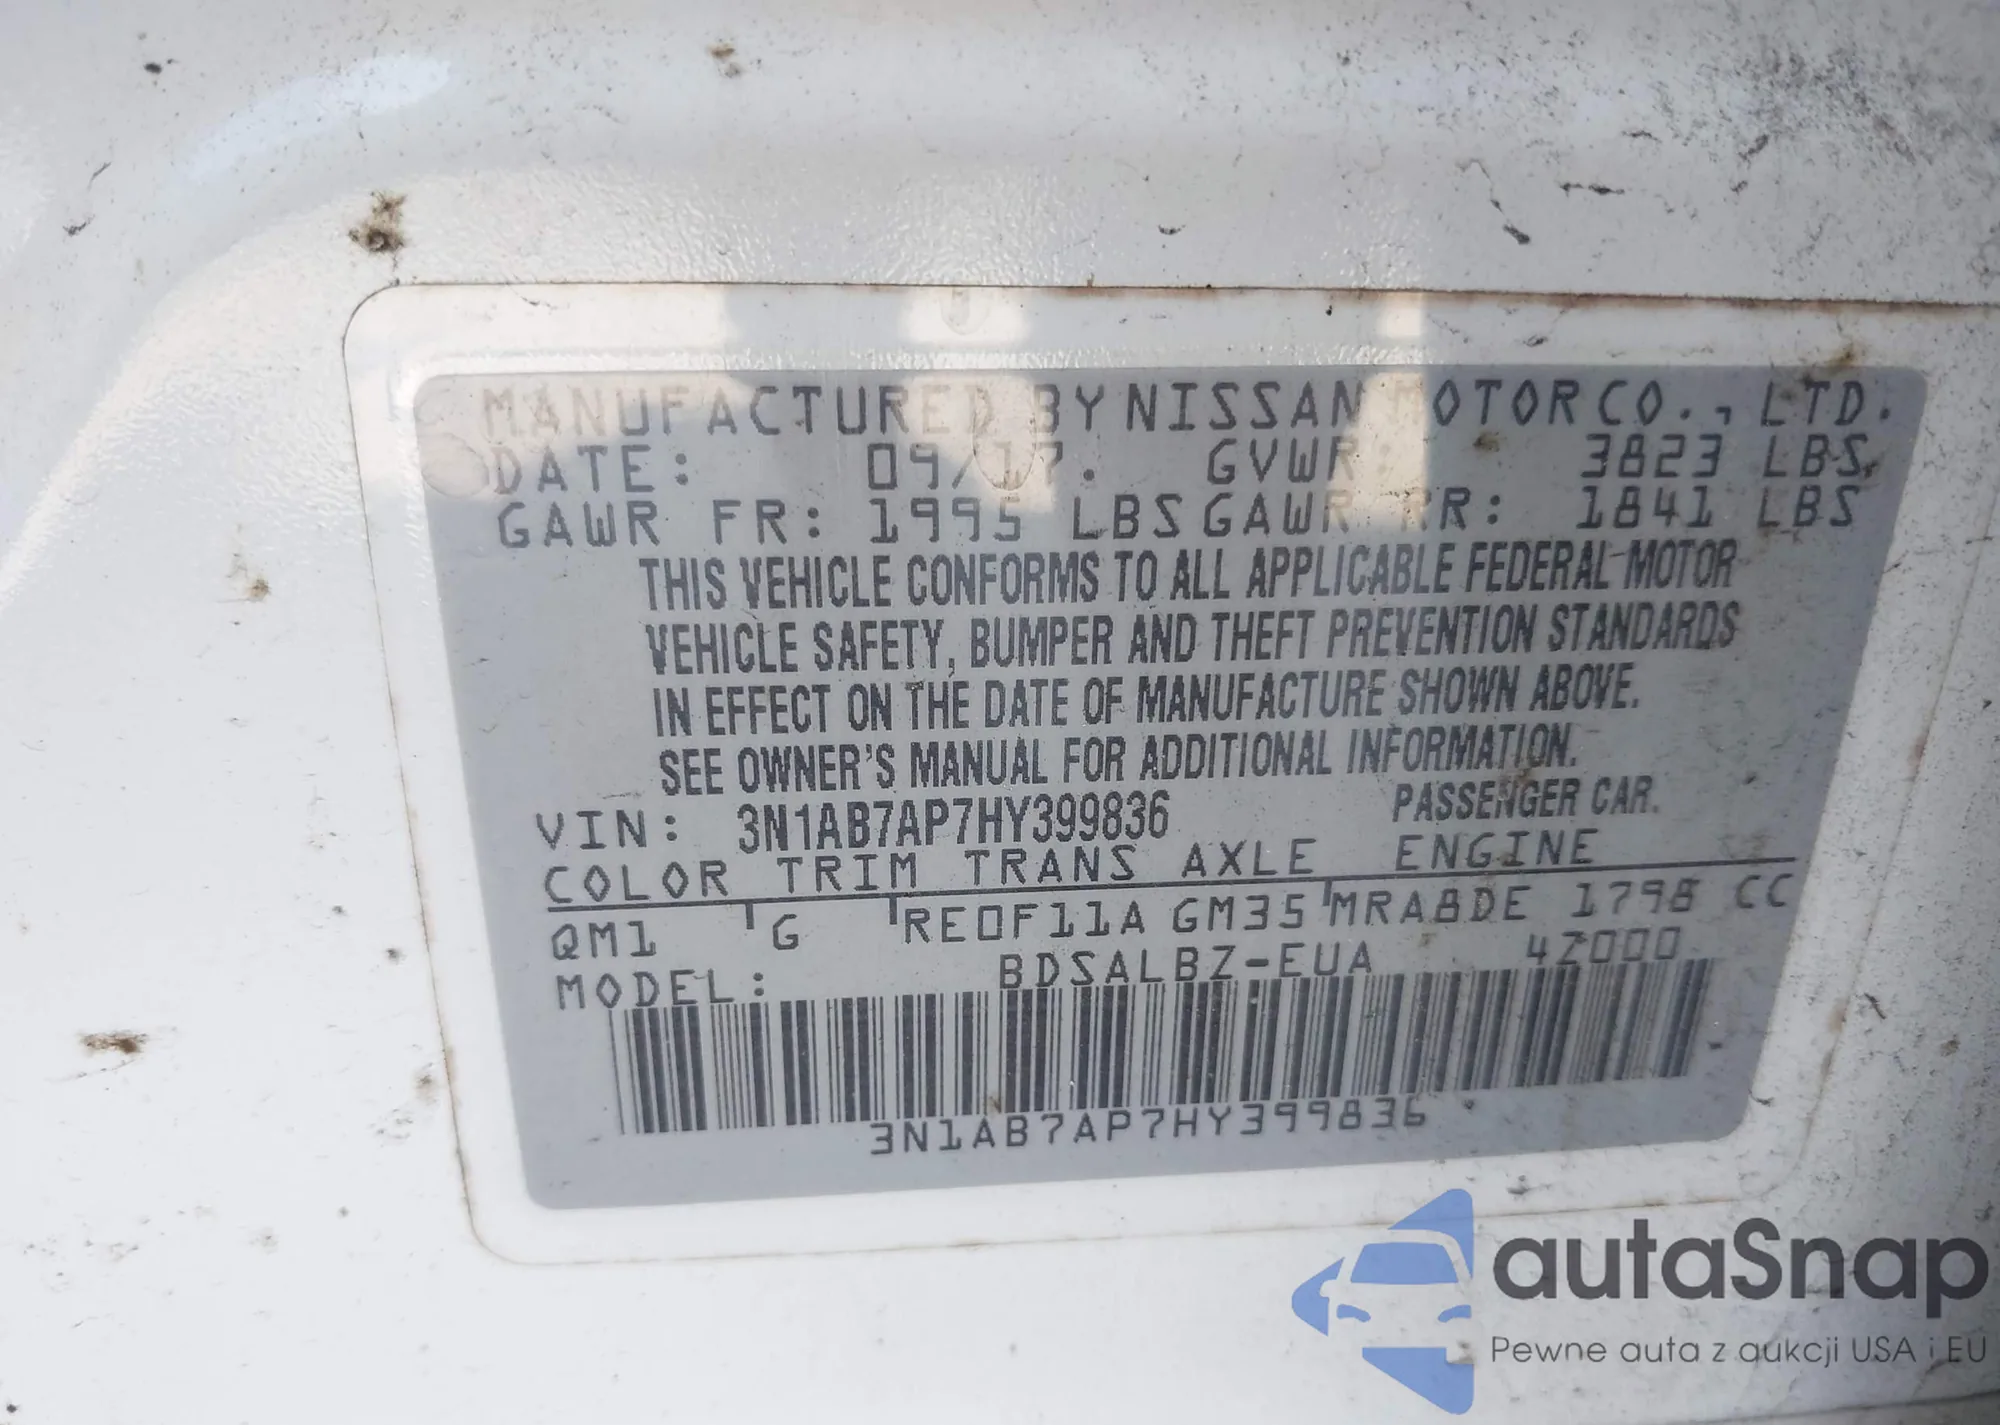 MANUFACTURED BY NISSAN MOTOR CO., LTD.
DATE: 09/17. GVWR: 3823 LBS.
GAWR FR: 1995 LBS GAWR RR: 1841 LBS
THIS VEHICLE CONFORMS TO ALL APPLICABLE FEDERAL MOTOR
VEHICLE SAFETY, BUMPER AND THEFT PREVENTION STANDARDS
IN EFFECT ON THE DATE OF MANUFACTURE SHOWN ABOVE.
SEE OWNER'S MANUAL FOR ADDITIONAL INFORMATION.
VIN: 3N1AB7AP7HY399836 PASSENGER CAR.
COLOR TRIM TRANS AXLE ENGINE
QM1 G RE0F11A GM35 MRA8DE 1798 CC
MODEL: BDSALBZ-EUA 4Z000
3N1AB7AP7HY399836
autaSnap
Pewne auta z aukcji USA i EU